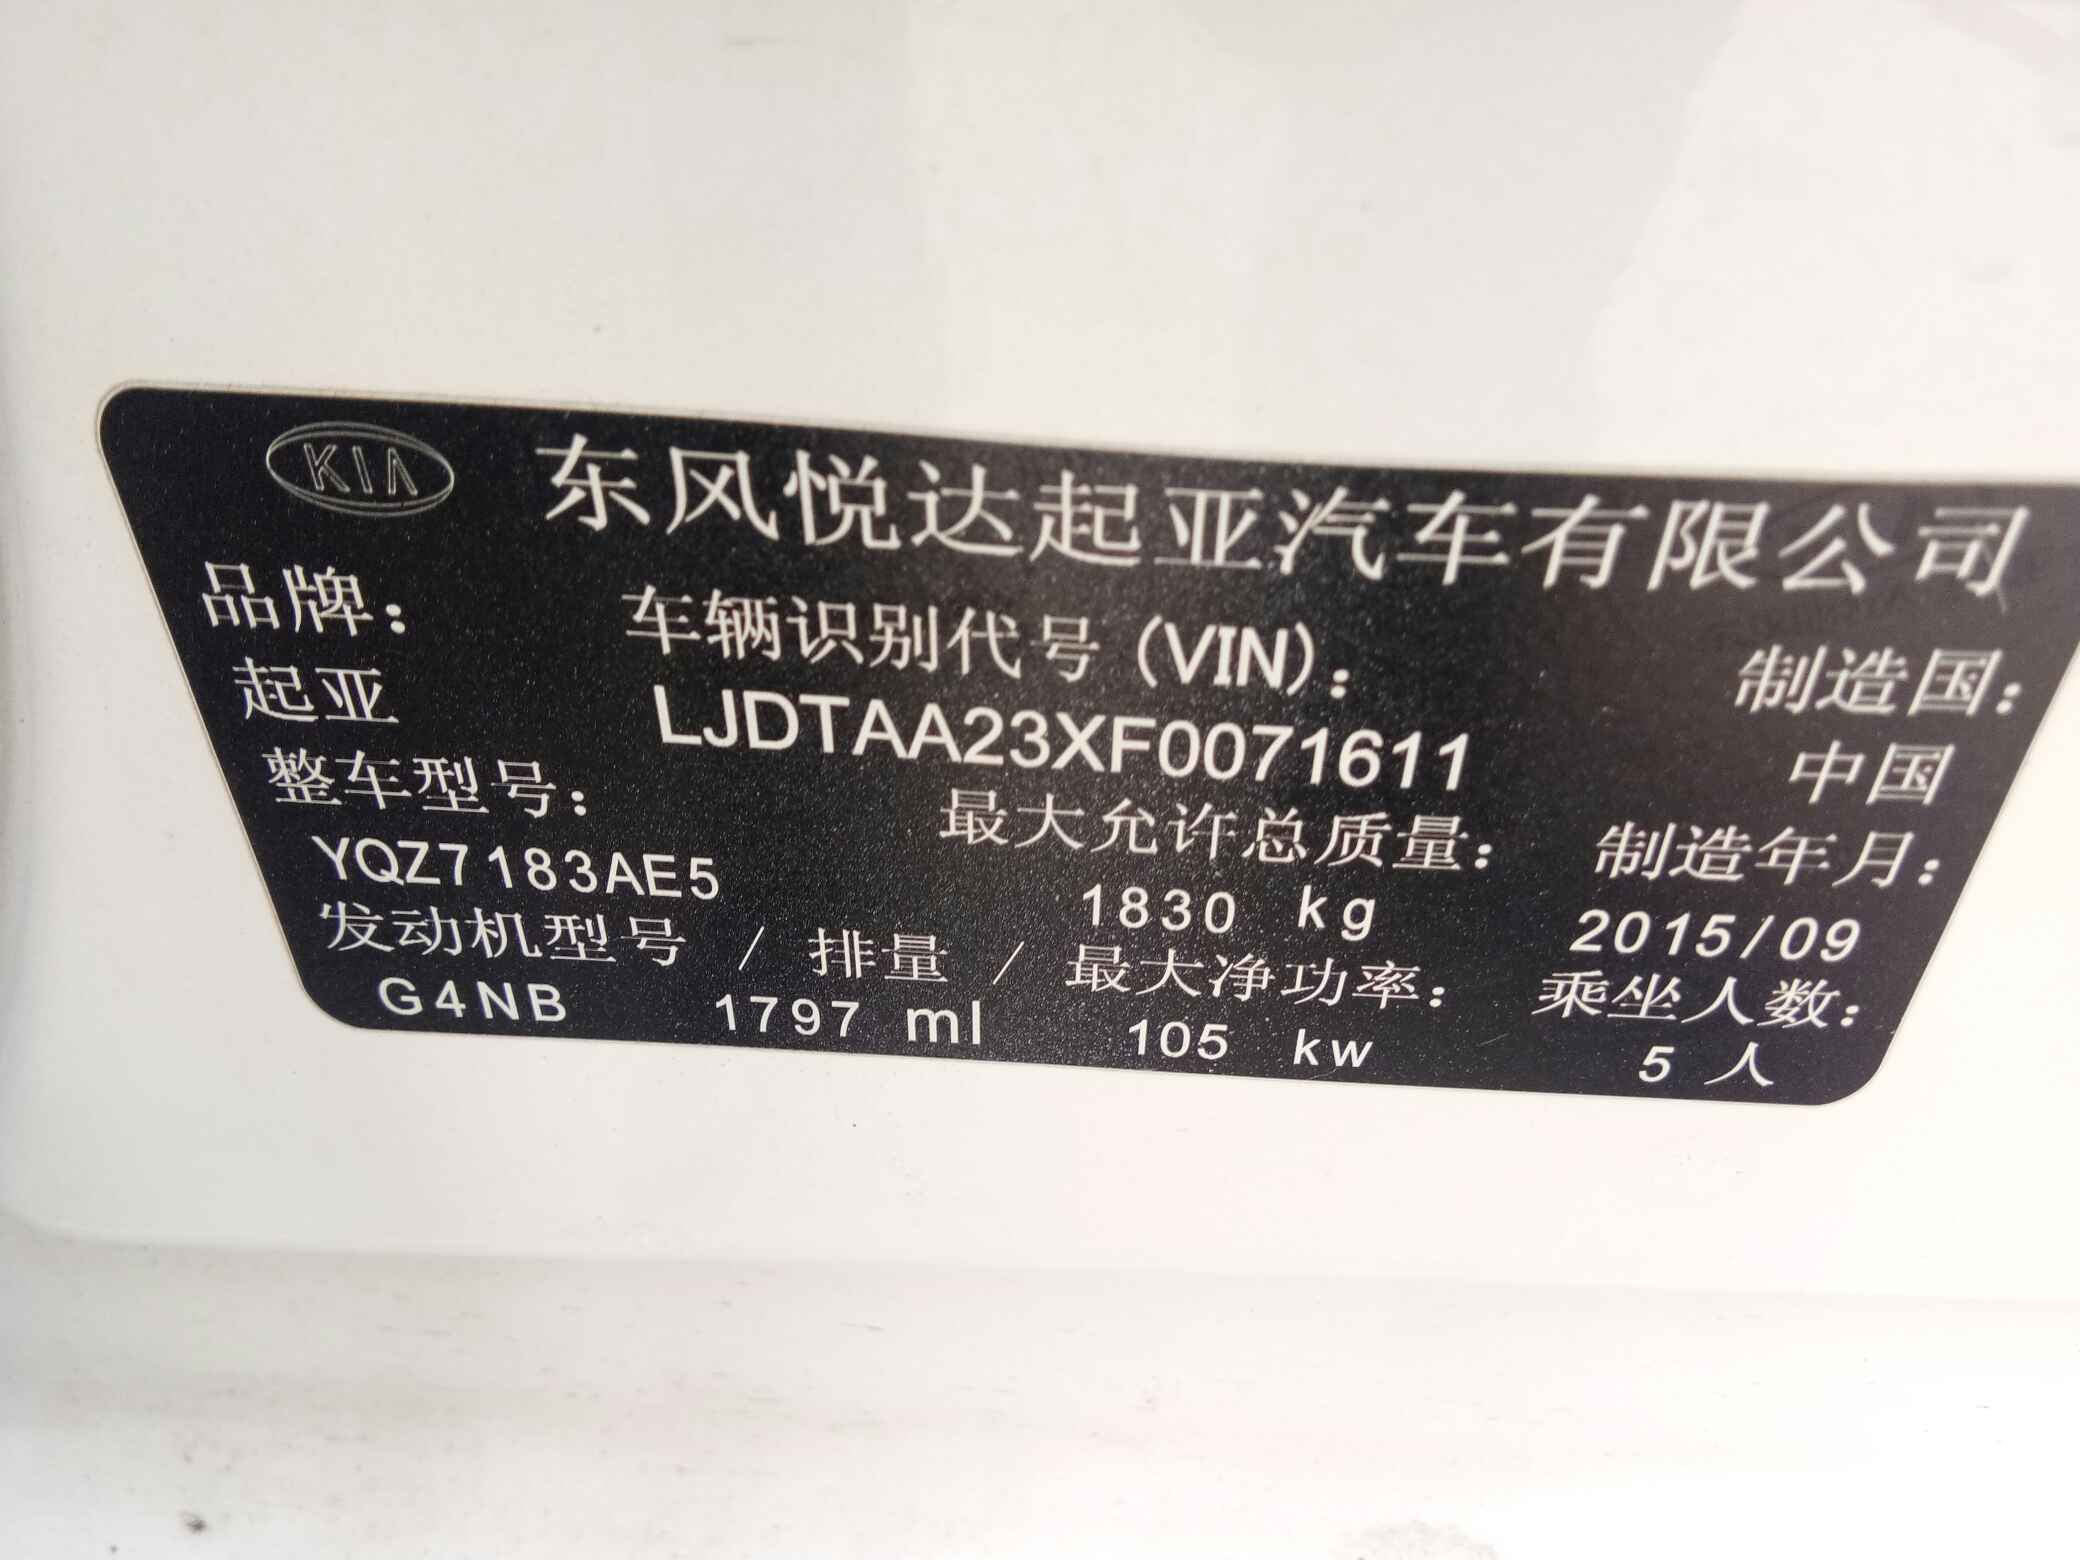 KIA 东风悦达起亚汽车有限公司
品牌： 车辆识别代号(VIN)： 制造国：
起亚 LJDTAA23XF0071611 中国
整车型号： 最大允许总质量： 制造年月：
YQZ7183AE5 1830 kg 2015/09
发动机型号 / 排量 / 最大净功率： 乘坐人数：
G4NB 1797 ml 105 kw 5 人